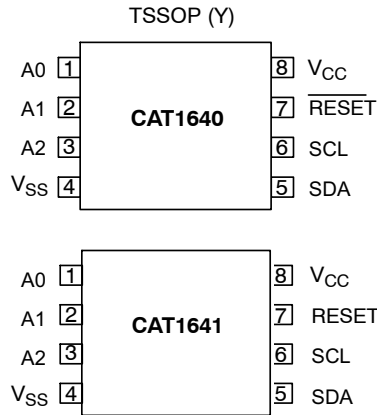 TSSOP (Y)
A0 1 8 VCC
A1 2 CAT1640 7 RESET
A2 3 6 SCL
VSS 4 5 SDA
A0 1 8 VCC
A1 2 CAT1641 7 RESET
A2 3 6 SCL
VSS 4 5 SDA